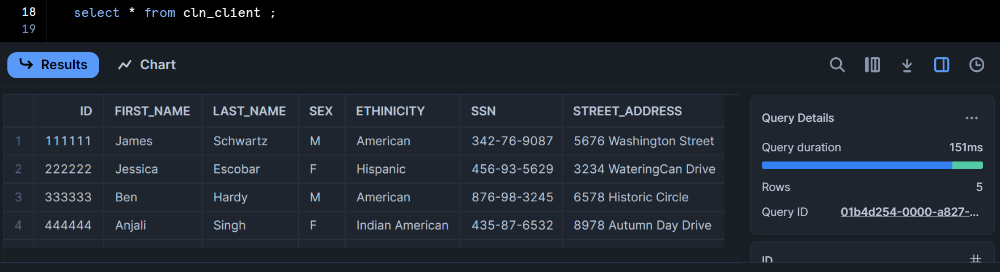 18 select * from cln_client ;
19
Results Chart
ID FIRST_NAME LAST_NAME SEX ETHINICITY SSN STREET_ADDRESS
1 111111 James Schwartz M American 342-76-9087 5676 Washington Street
2 222222 Jessica Escobar F Hispanic 456-93-5629 3234 WateringCan Drive
3 333333 Ben Hardy M American 876-98-3245 6578 Historic Circle
4 444444 Anjali Singh F Indian American 435-87-6532 8978 Autumn Day Drive
Query Details ...
Query duration 151ms
Rows 5
Query ID 01b4d254-0000-a827-...
ID #